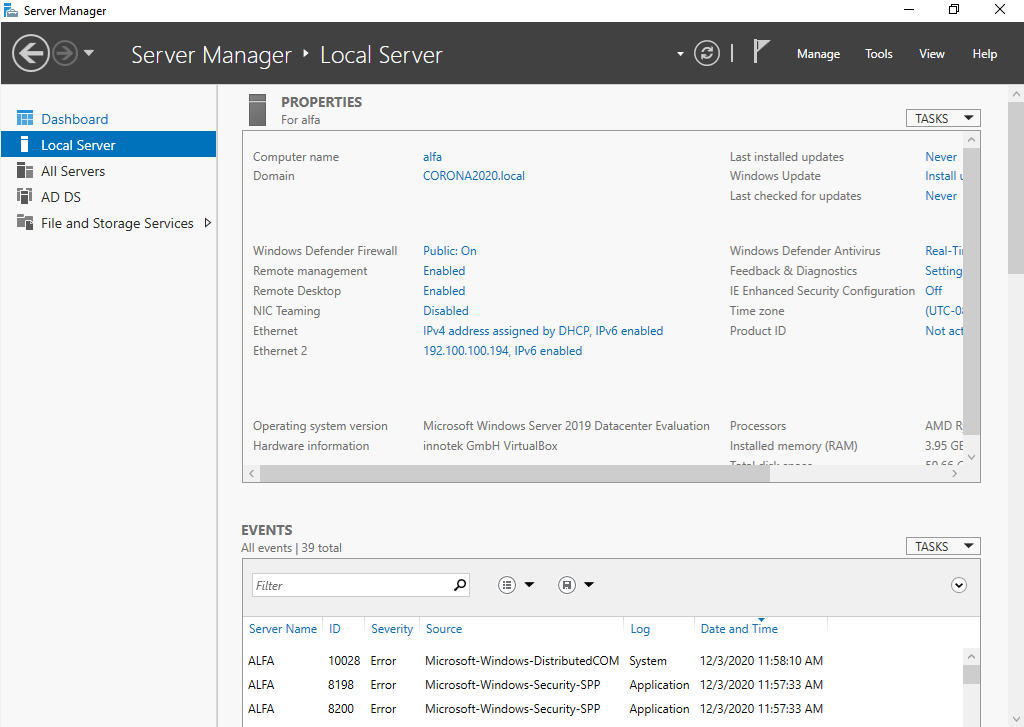 Server Manager
Server Manager ‣ Local Server
Manage Tools View Help
Dashboard
Local Server
All Servers
AD DS
File and Storage Services
PROPERTIES
For alfa
TASKS
Computer name alfa Last installed updates Never
Domain CORONA2020.local Windows Update Install
Last checked for updates Never
Windows Defender Firewall Public: On Windows Defender Antivirus Real-Ti
Remote management Enabled Feedback & Diagnostics Setting
Remote Desktop Enabled IE Enhanced Security Configuration Off
NIC Teaming Disabled Time zone (UTC-08
Ethernet IPv4 address assigned by DHCP, IPv6 enabled Product ID Not act
Ethernet 2 192.100.100.194, IPv6 enabled
Operating system version Microsoft Windows Server 2019 Datacenter Evaluation Processors AMD R
Hardware information innotek GmbH VirtualBox Installed memory (RAM) 3.95 GB
Total disk space 59.66 G
EVENTS
All events | 39 total
TASKS
Filter
Server Name ID Severity Source Log Date and Time
ALFA 10028 Error Microsoft-Windows-DistributedCOM System 12/3/2020 11:58:10 AM
ALFA 8198 Error Microsoft-Windows-Security-SPP Application 12/3/2020 11:57:33 AM
ALFA 8200 Error Microsoft-Windows-Security-SPP Application 12/3/2020 11:57:33 AM